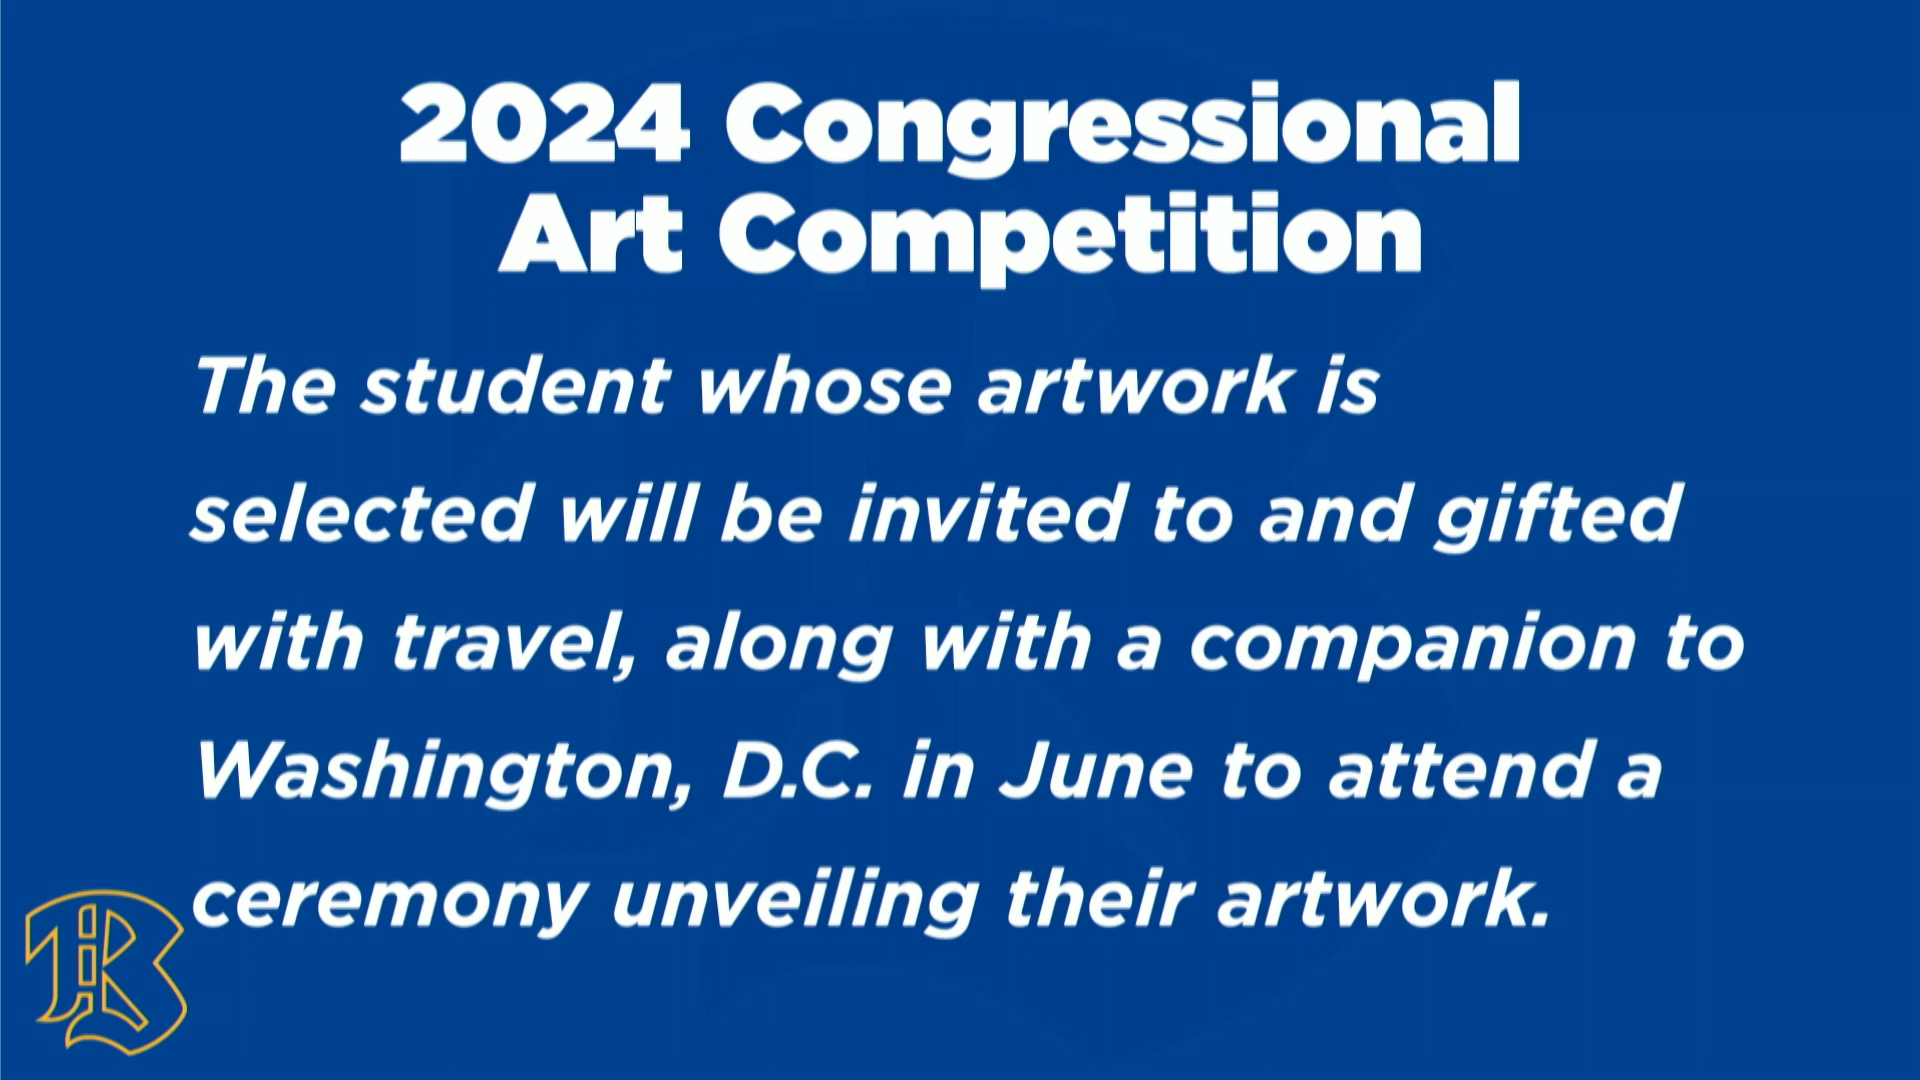 2024 Congressional
Art Competition
The student whose artwork is
selected will be invited to and gifted
with travel, along with a companion to
Washington, D.C. in June to attend a
ceremony unveiling their artwork.
B